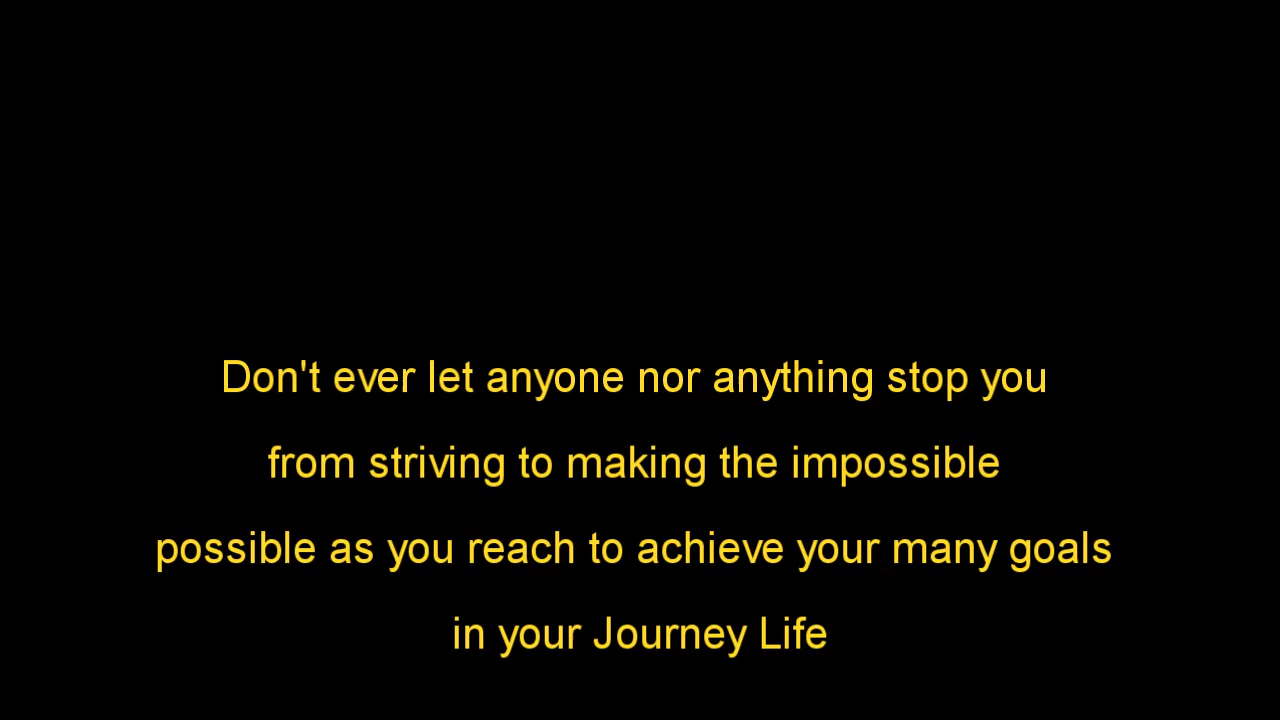 Don't ever let anyone nor anything stop you
from striving to making the impossible
possible as you reach to achieve your many goals
in your Journey Life